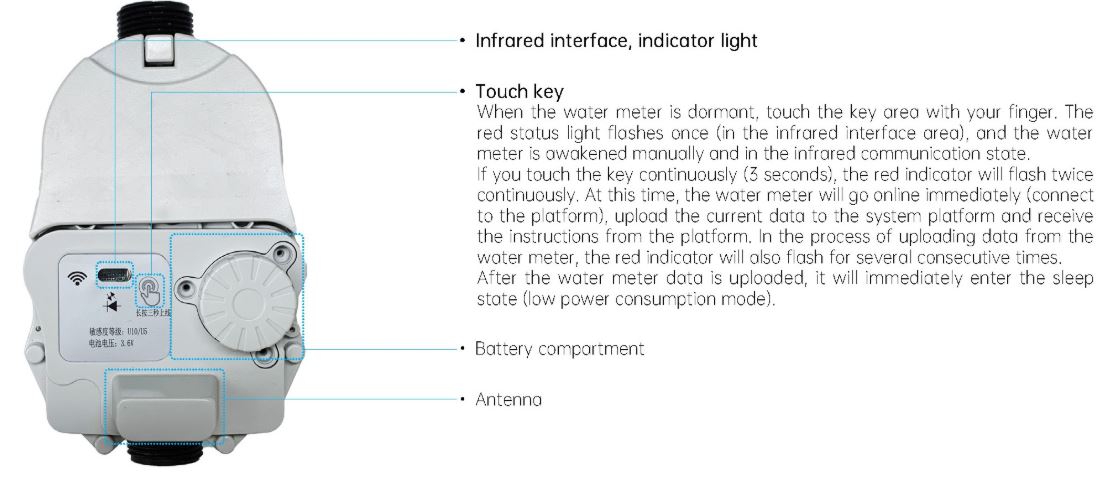 Infrared interface, indicator light
Touch key
When the water meter is dormant, touch the key area with your finger. The
red status light flashes once (in the infrared interface area), and the water
meter is awakened manually and in the infrared communication state.
If you touch the key continuously (3 seconds), the red indicator will flash twice
continuously. At this time, the water meter will go online immediately (connect
to the platform), upload the current data to the system platform and receive
the instructions from the platform. In the process of uploading data from the
water meter, the red indicator will also flash for several consecutive times.
After the water meter data is uploaded, it will immediately enter the sleep
state (low power consumption mode).
长按三秒上线
敏感度等级: U10/U5
电池电压: 3.6V
Battery compartment
Antenna